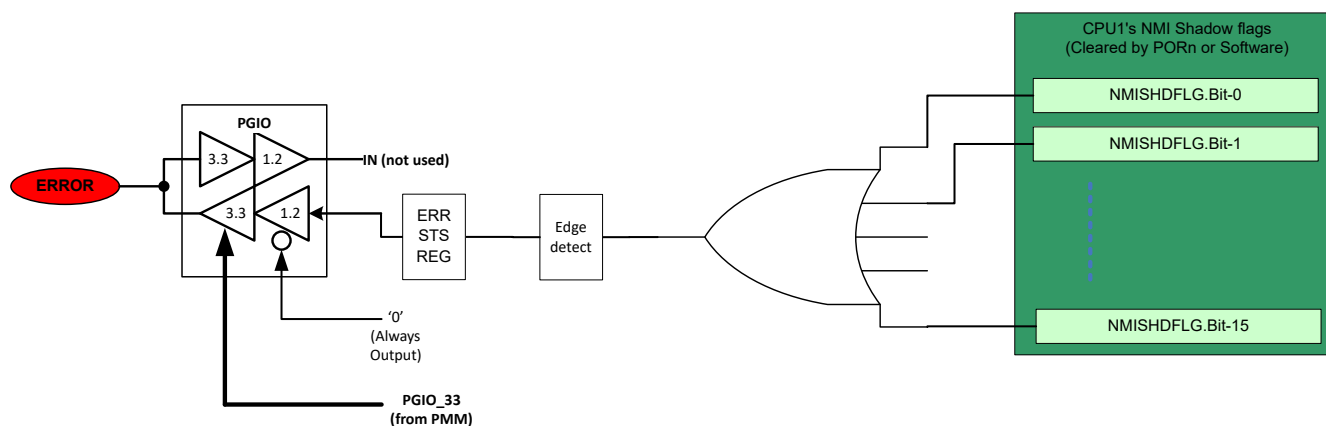 CPU1's NMI Shadow flags
(Cleared by PORn or Software)
NMISHDFLG.Bit-0
NMISHDFLG.Bit-1
NMISHDFLG.Bit-15
PGIO
3.3
1.2
IN (not used)
ERROR
3.3
1.2
ERR
STS
REG
Edge
detect
‘0’
(Always
Output)
PGIO_33
(from PMM)